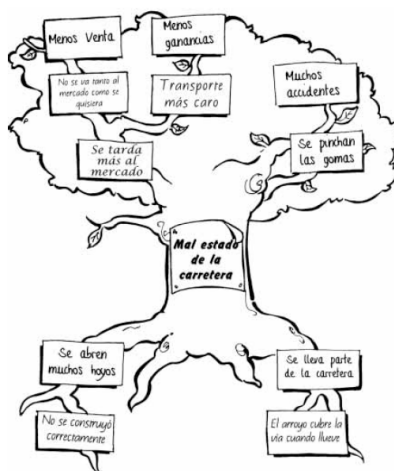 Menos Venta
Menos
ganancias
No se va tanto al
mercado como se
quisiera
Transporte
más caro
Muchos
accidentes
Se tarda
más al
mercado
Se pinchan
las gomas
Mal estado
de la
carretera
Se abren
muchos hoyos
Se lleva parte
de la carretera
No se construyó
correctamente
El arroyo cubre la
vía cuando llueve